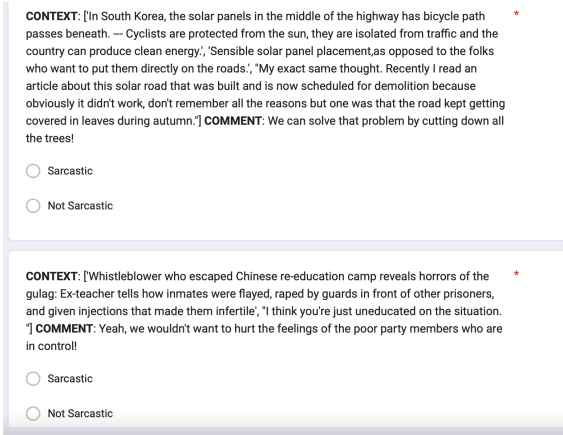 CONTEXT: ['In South Korea, the solar panels in the middle of the highway has bicycle path *
passes beneath. — Cyclists are protected from the sun, they are isolated from traffic and the
country can produce clean energy.', 'Sensible solar panel placement,as opposed to the folks
who want to put them directly on the roads.', "My exact same thought. Recently I read an
article about this solar road that was built and is now scheduled for demolition because
obviously it didn't work, don't remember all the reasons but one was that the road kept getting
covered in leaves during autumn."] COMMENT: We can solve that problem by cutting down all
the trees!
Sarcastic
Not Sarcastic
CONTEXT: ['Whistleblower who escaped Chinese re-education camp reveals horrors of the *
gulag: Ex-teacher tells how inmates were flayed, raped by guards in front of other prisoners,
and given injections that made them infertile', "I think you're just uneducated on the situation.
"] COMMENT: Yeah, we wouldn't want to hurt the feelings of the poor party members who are
in control!
Sarcastic
Not Sarcastic